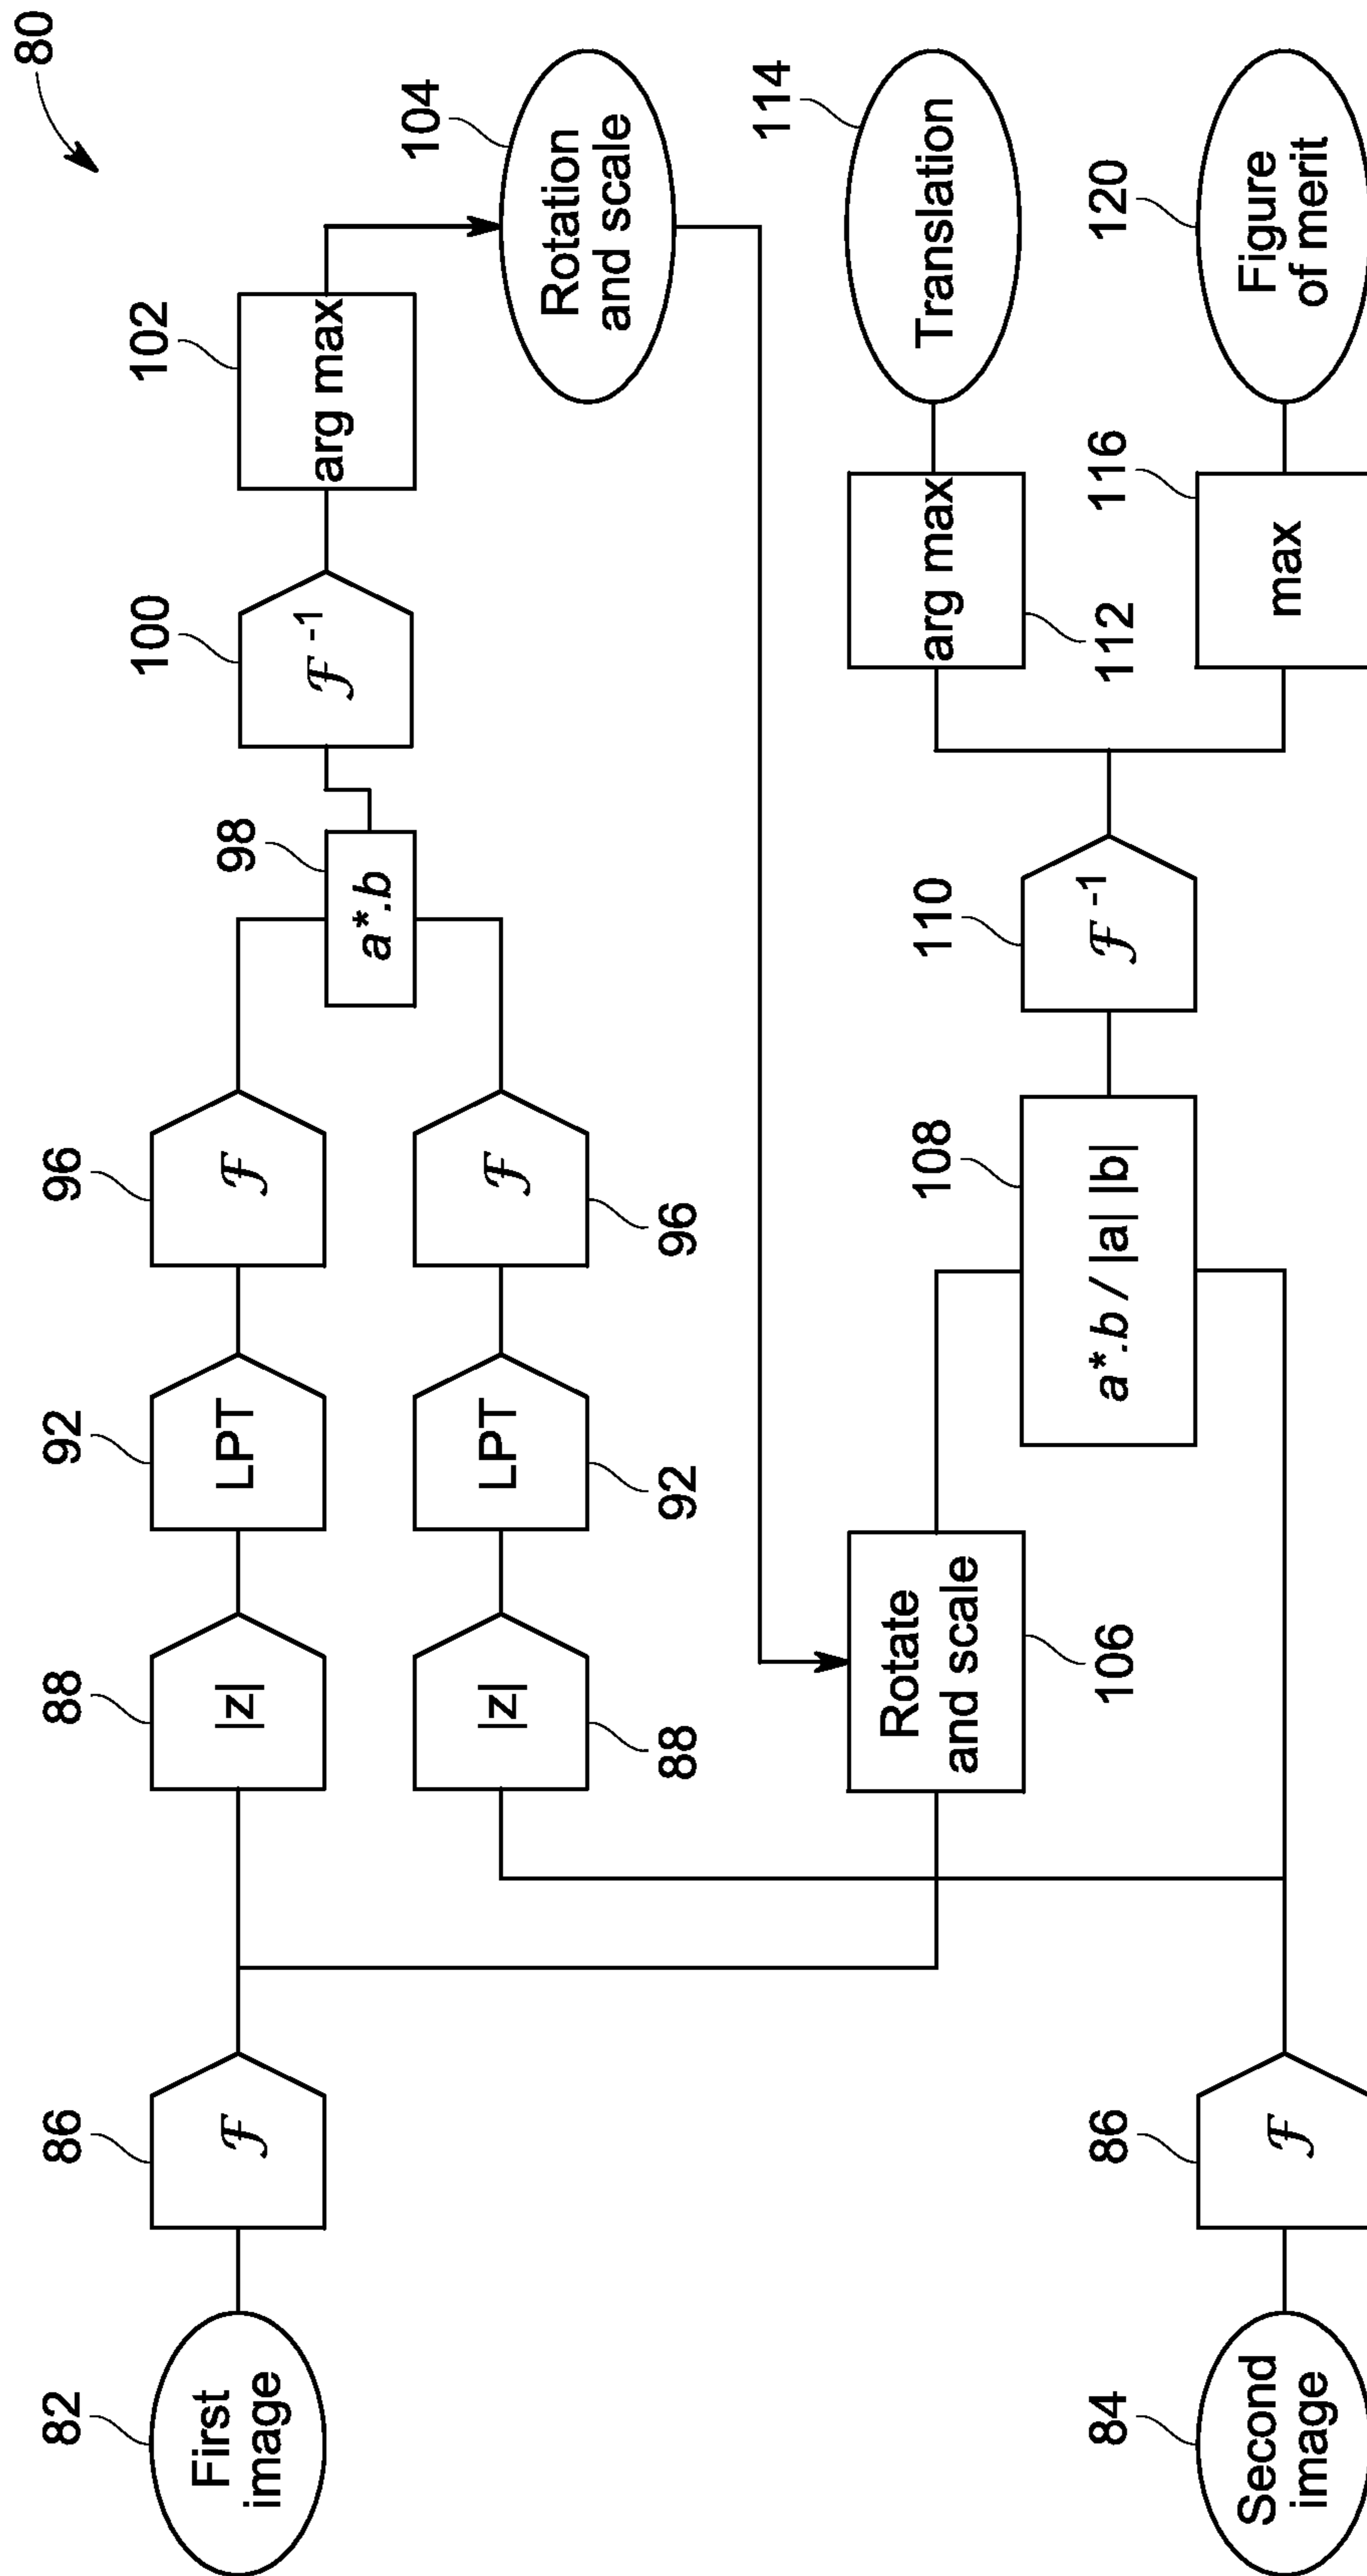 80
82
First
image
86
ℱ
88
|z|
92
LPT
96
ℱ
88
|z|
92
LPT
96
ℱ
98
a*.b
100
ℱ -1
102
arg max
104
Rotation
and scale
84
Second
image
86
ℱ
Rotate
and scale
106
108
a*.b / |a| |b|
110
ℱ -1
arg max
112
114
Translation
116
max
120
Figure
of merit